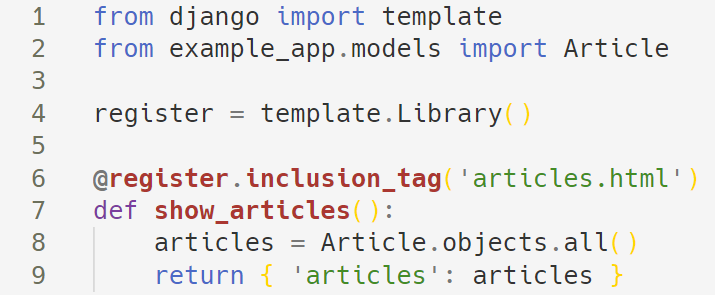 1 from django import template
2 from example_app.models import Article
3
4 register = template.Library()
5
6 @register.inclusion_tag('articles.html')
7 def show_articles():
8     articles = Article.objects.all()
9     return { 'articles': articles }